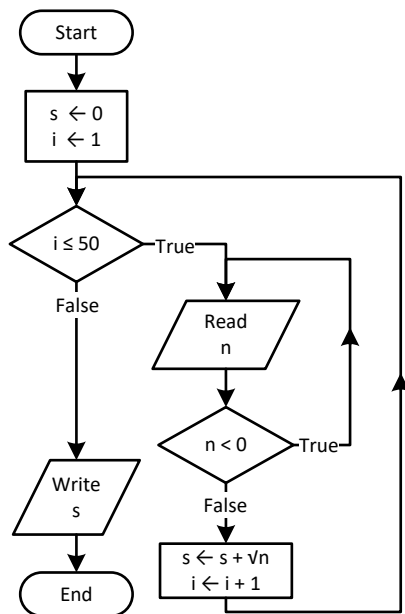 Start
s ← 0
i ← 1
i ≤ 50
True
False
Read
n
n < 0
True
False
s ← s + √n
i ← i + 1
Write
s
End